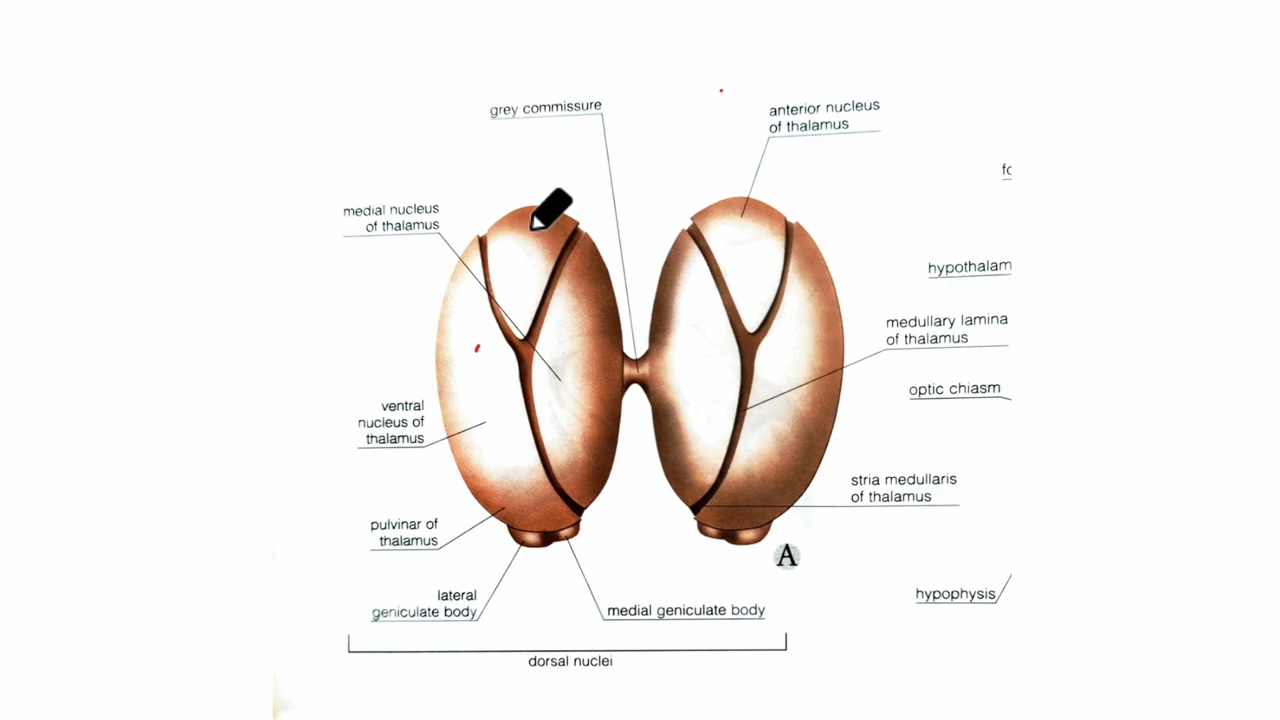 grey commissure
anterior nucleus
of thalamus
medial nucleus
of thalamus
hypothalam
medullary lamina
of thalamus
optic chiasm
ventral
nucleus of
thalamus
stria medullaris
of thalamus
pulvinar of
thalamus
A
lateral
geniculate body
medial geniculate body
hypophysis
dorsal nuclei